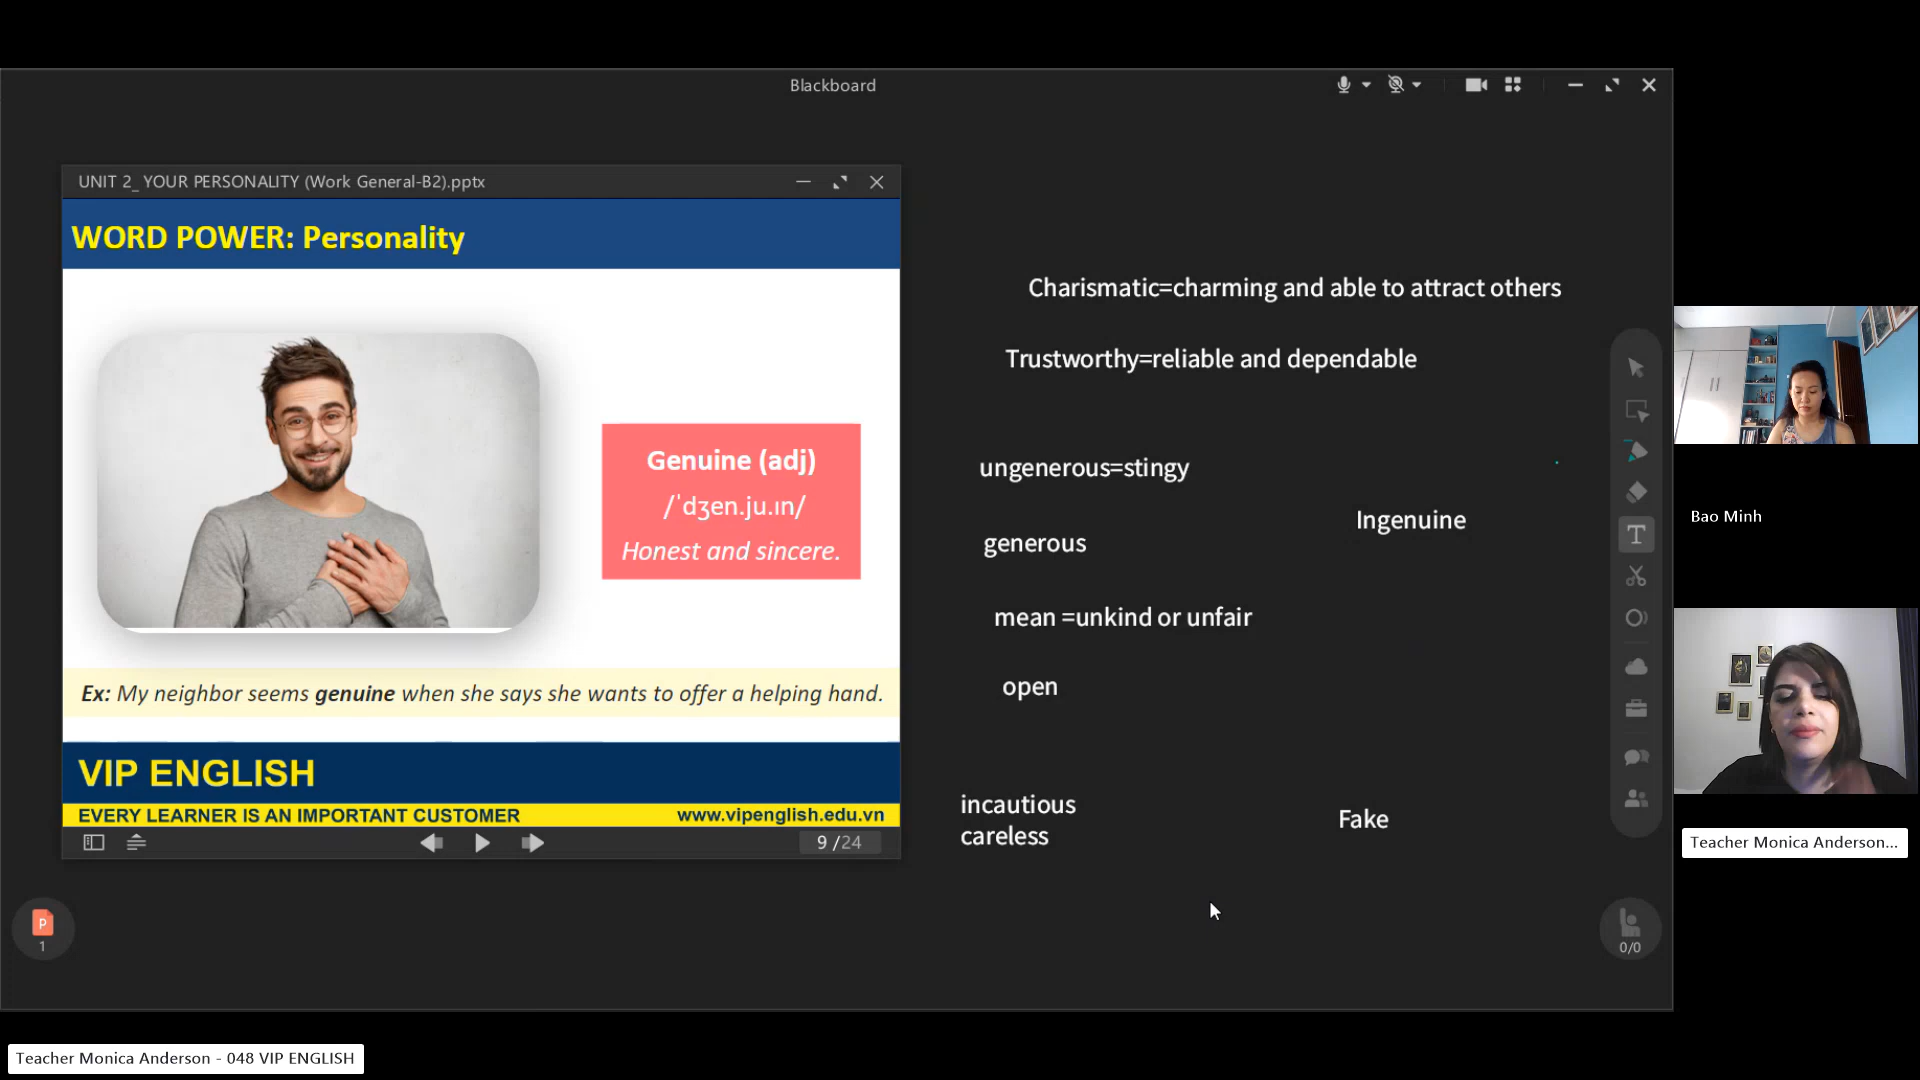 Blackboard
UNIT 2_ YOUR PERSONALITY (Work General-B2).pptx
WORD POWER: Personality
Genuine (adj)
/ˈdʒen.ju.ɪn/
Honest and sincere.
Ex: My neighbor seems genuine when she says she wants to offer a helping hand.
VIP ENGLISH
EVERY LEARNER IS AN IMPORTANT CUSTOMER
www.vipenglish.edu.vn
9 /24
Charismatic=charming and able to attract others
Trustworthy=reliable and dependable
ungenerous=stingy
Ingenuine
generous
mean =unkind or unfair
open
incautious
careless
Fake
T
P
1
0/0
Bao Minh
Teacher Monica Anderson...
Teacher Monica Anderson - 048 VIP ENGLISH